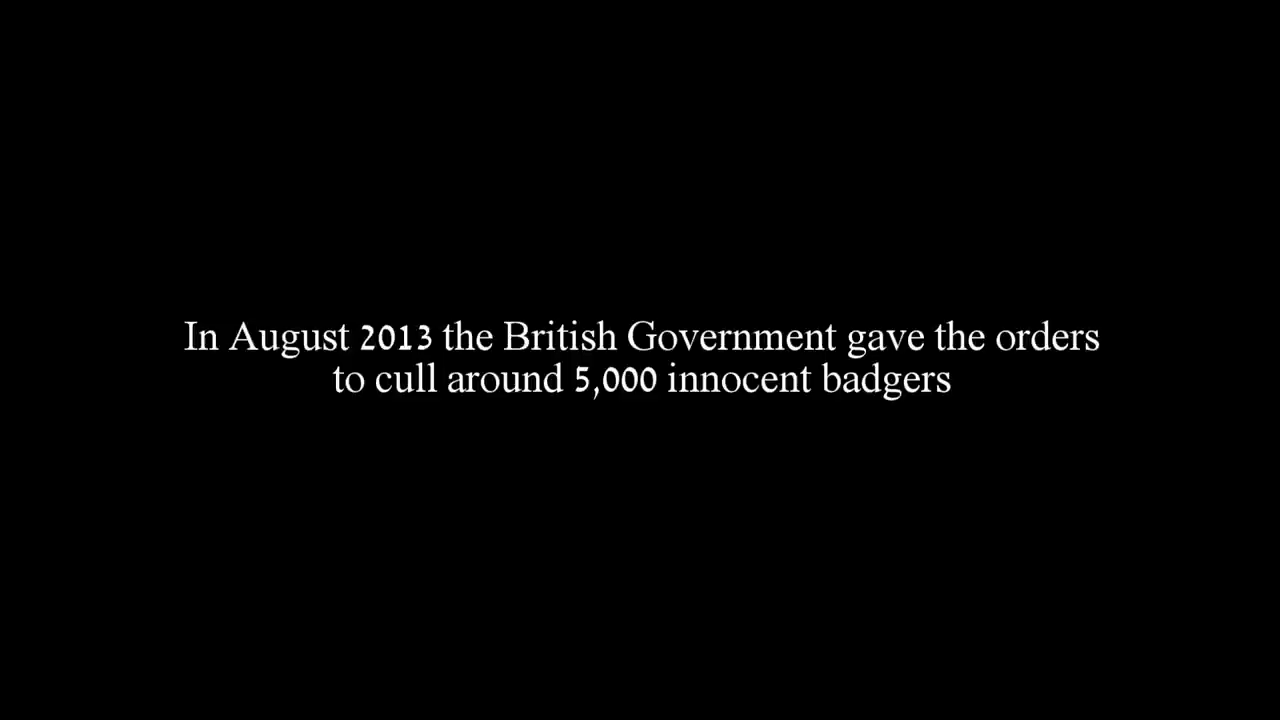 In August 2013 the British Government gave the orders
to cull around 5,000 innocent badgers